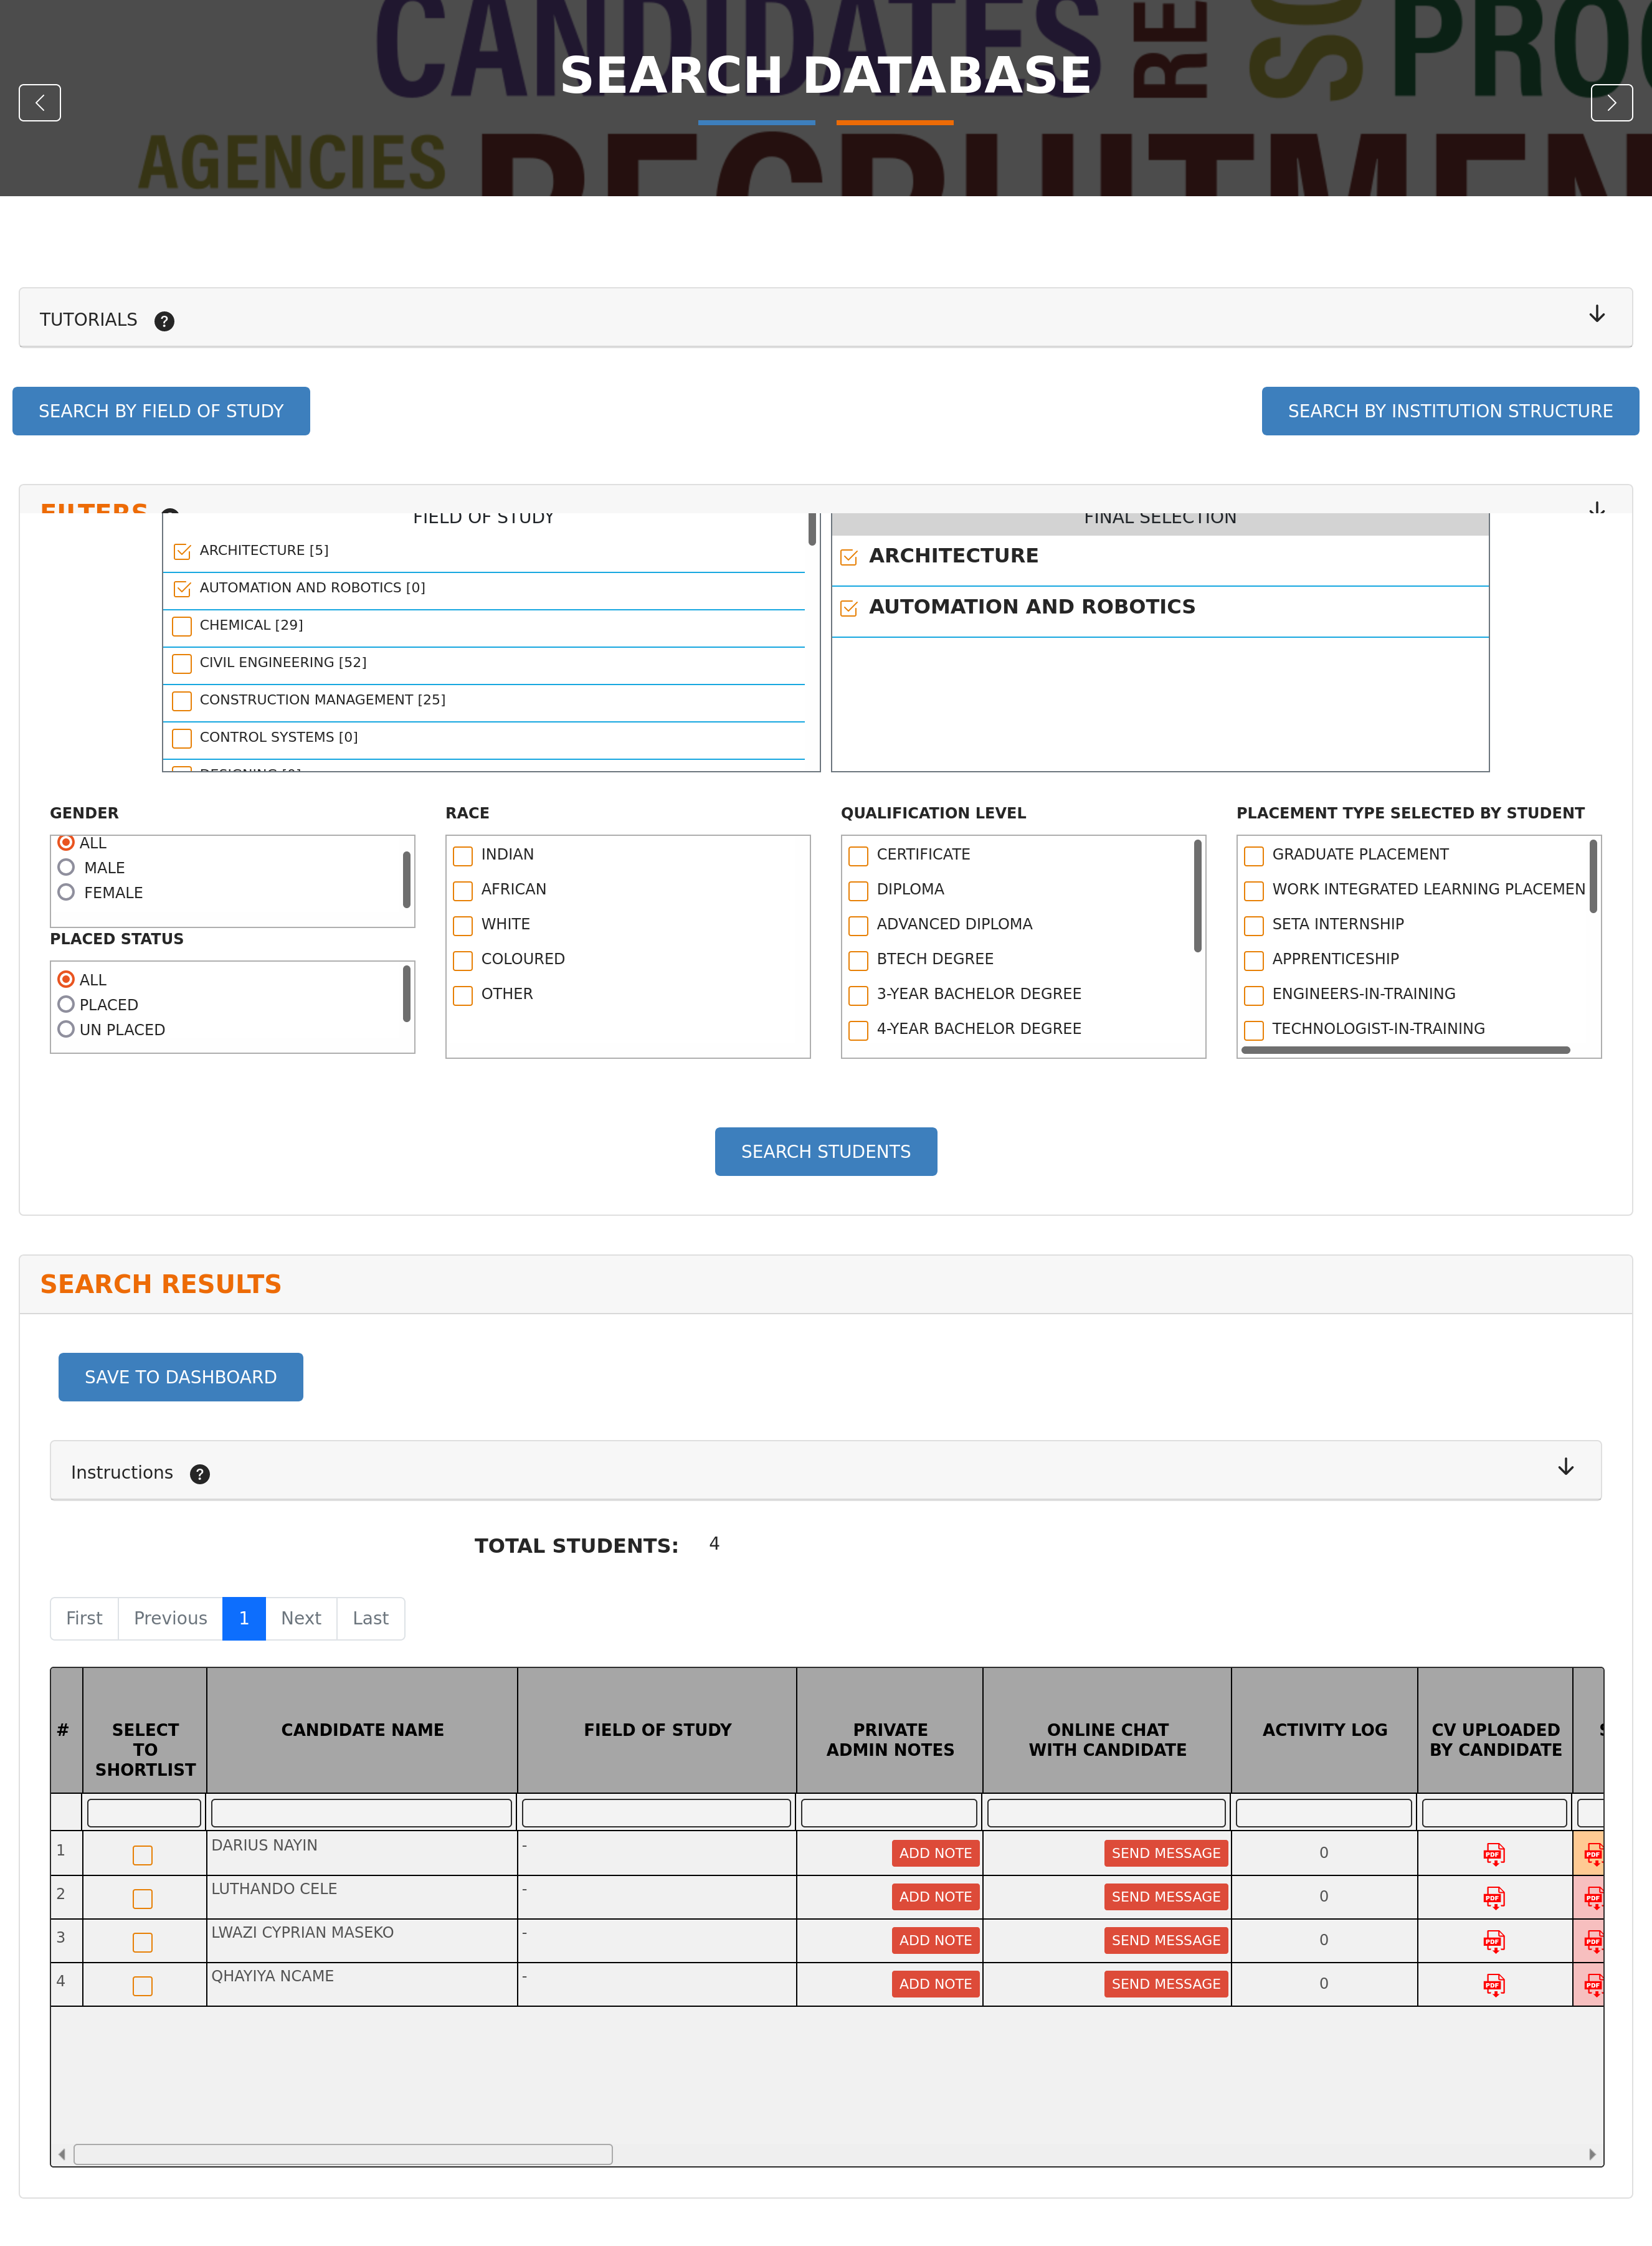 CANDIDATES
SEARCH DATABASE
AGENCIES
TUTORIALS ?
SEARCH BY FIELD OF STUDY
SEARCH BY INSTITUTION STRUCTURE
FILTERS
FIELD OF STUDY
ARCHITECTURE [5]
AUTOMATION AND ROBOTICS [0]
CHEMICAL [29]
CIVIL ENGINEERING [52]
CONSTRUCTION MANAGEMENT [25]
CONTROL SYSTEMS [0]
FINAL SELECTION
ARCHITECTURE
AUTOMATION AND ROBOTICS
GENDER
ALL
MALE
FEMALE
PLACED STATUS
ALL
PLACED
UN PLACED
RACE
INDIAN
AFRICAN
WHITE
COLOURED
OTHER
QUALIFICATION LEVEL
CERTIFICATE
DIPLOMA
ADVANCED DIPLOMA
BTECH DEGREE
3-YEAR BACHELOR DEGREE
4-YEAR BACHELOR DEGREE
PLACEMENT TYPE SELECTED BY STUDENT
GRADUATE PLACEMENT
WORK INTEGRATED LEARNING PLACEMEN
SETA INTERNSHIP
APPRENTICESHIP
ENGINEERS-IN-TRAINING
TECHNOLOGIST-IN-TRAINING
SEARCH STUDENTS
SEARCH RESULTS
SAVE TO DASHBOARD
Instructions ?
TOTAL STUDENTS: 4
First Previous 1 Next Last
# SELECT TO SHORTLIST CANDIDATE NAME FIELD OF STUDY PRIVATE ADMIN NOTES ONLINE CHAT WITH CANDIDATE ACTIVITY LOG CV UPLOADED BY CANDIDATE
1 DARIUS NAYIN - ADD NOTE SEND MESSAGE 0 PDF PDF
2 LUTHANDO CELE - ADD NOTE SEND MESSAGE 0 PDF PDF
3 LWAZI CYPRIAN MASEKO - ADD NOTE SEND MESSAGE 0 PDF PDF
4 QHAYIYA NCAME - ADD NOTE SEND MESSAGE 0 PDF PDF